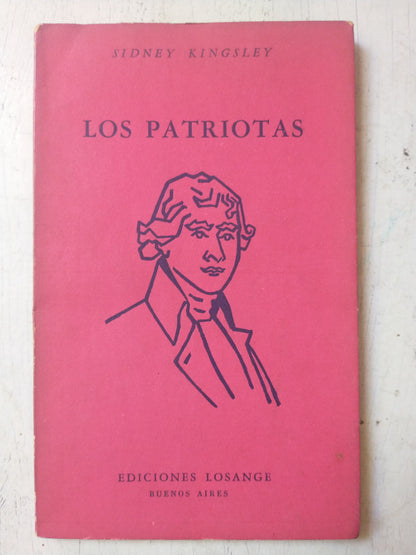 SIDNEY KINGSLEY
LOS PATRIOTAS
EDICIONES LOSANGE
BUENOS AIRES